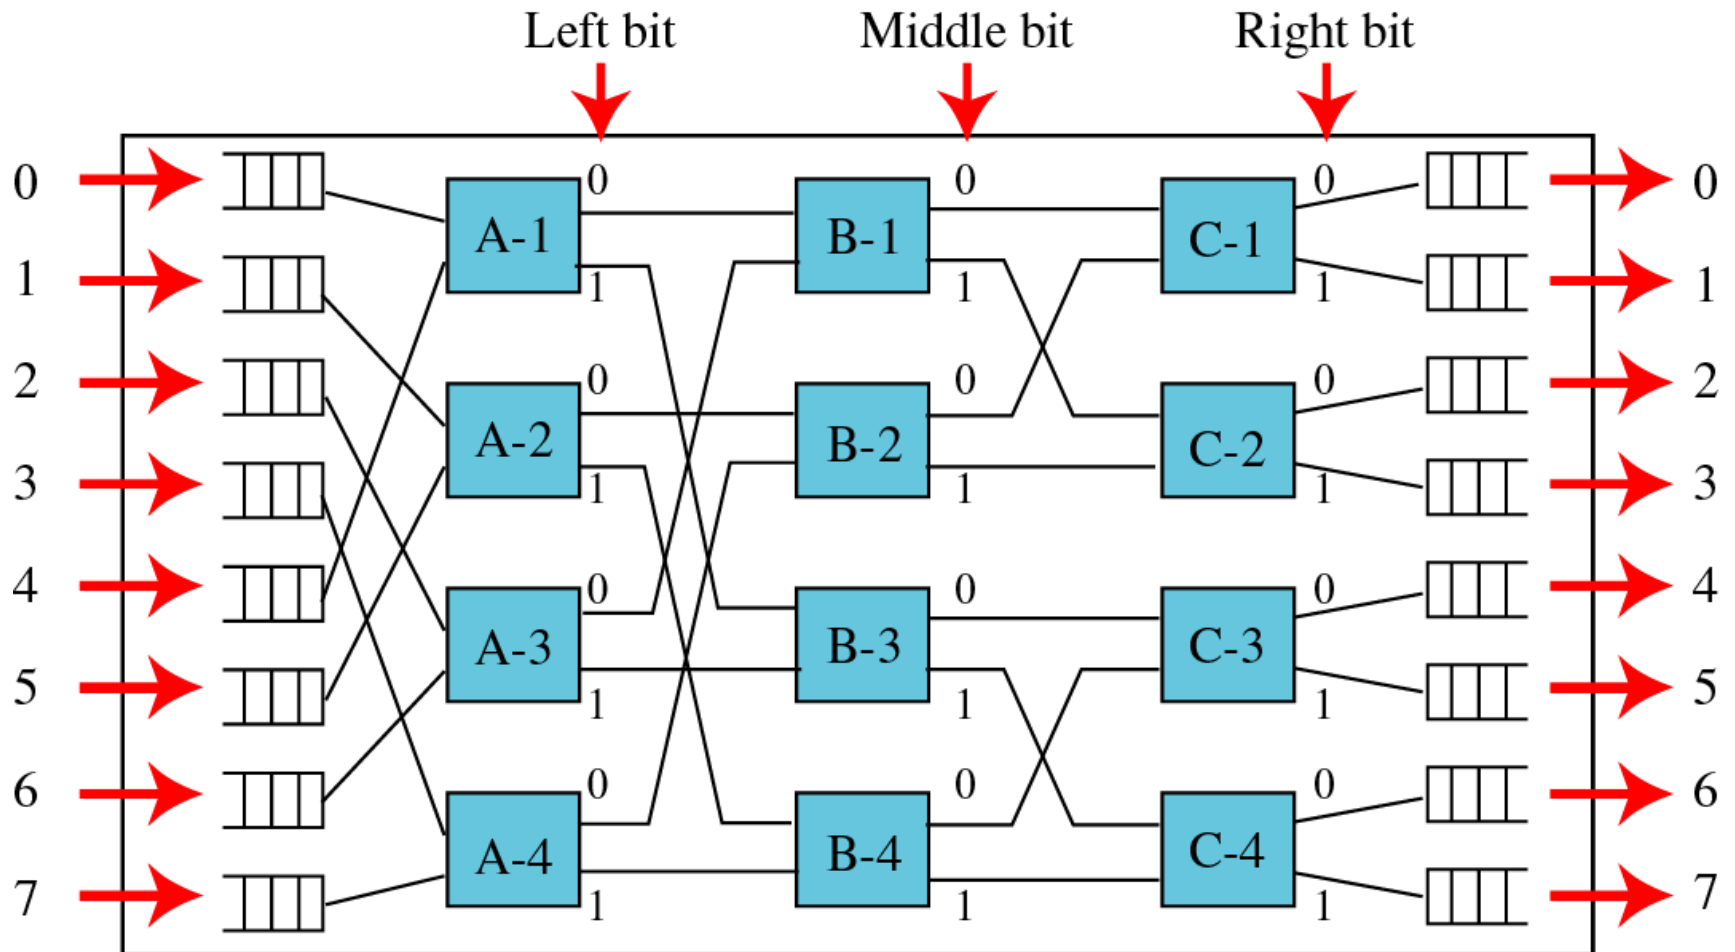 Left bit Middle bit Right bit
0 0 0 0 0
A-1 B-1 C-1
1 1 1 1 1
2 0 0 0 2
A-2 B-2 C-2
3 1 1 1 3
4 0 0 0 4
A-3 B-3 C-3
5 1 1 1 5
6 0 0 0 6
A-4 B-4 C-4
7 1 1 1 7